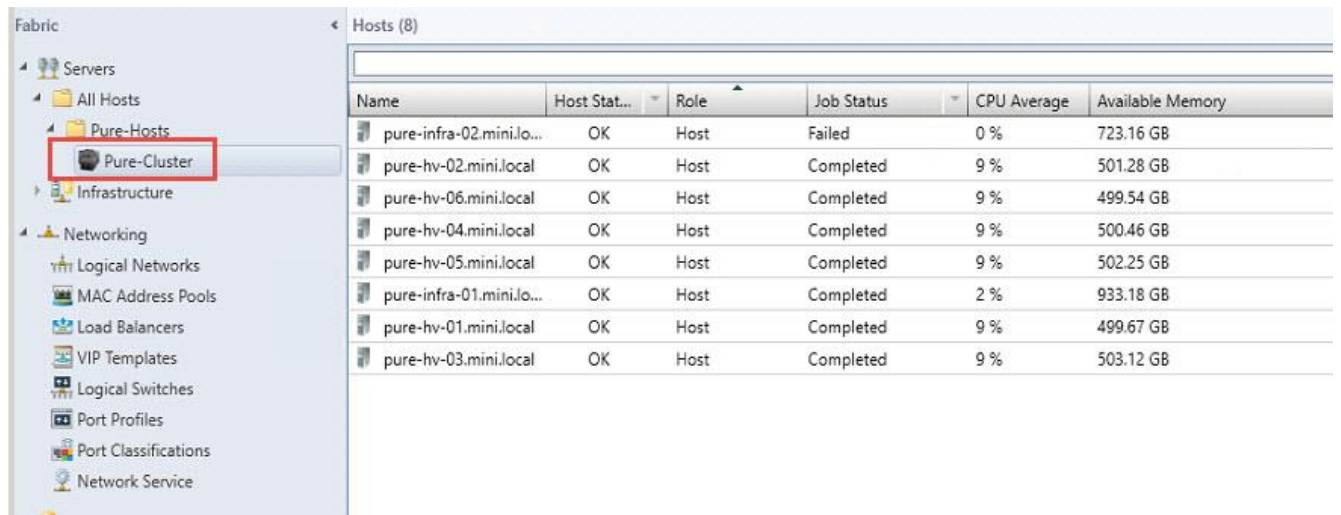 Fabric
Servers
All Hosts
Pure-Hosts
Pure-Cluster
Infrastructure
Networking
Logical Networks
MAC Address Pools
Load Balancers
VIP Templates
Logical Switches
Port Profiles
Port Classifications
Network Service
Hosts (8)
Name Host Stat... Role Job Status CPU Average Available Memory
pure-infra-02.mini.lo... OK Host Failed 0 % 723.16 GB
pure-hv-02.mini.local OK Host Completed 9 % 501.28 GB
pure-hv-06.mini.local OK Host Completed 9 % 499.54 GB
pure-hv-04.mini.local OK Host Completed 9 % 500.46 GB
pure-hv-05.mini.local OK Host Completed 9 % 502.25 GB
pure-infra-01.mini.lo... OK Host Completed 2 % 933.18 GB
pure-hv-01.mini.local OK Host Completed 9 % 499.67 GB
pure-hv-03.mini.local OK Host Completed 9 % 503.12 GB